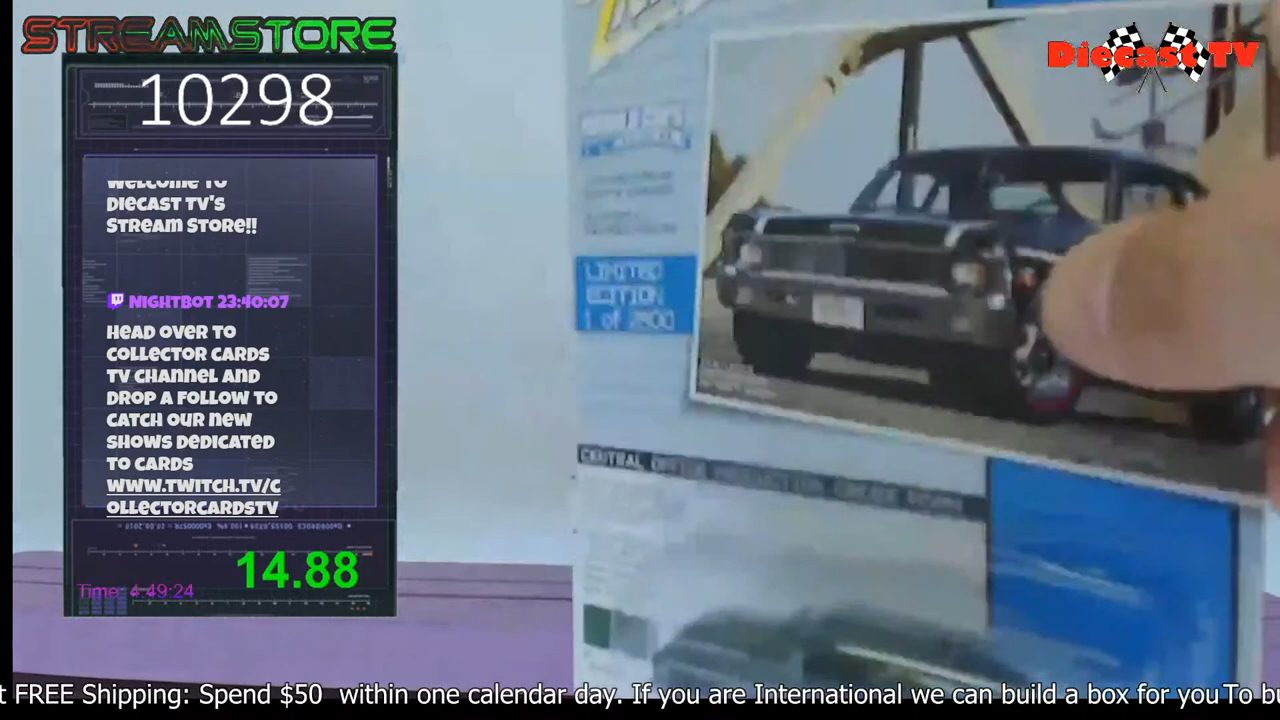 STREAMSTORE
10298
WELCOME TO
DIECAST TV'S
STREAM STORE!!
NIGHTBOT 23:40:07
HEAD OVER TO
COLLECTOR CARDS
TV CHANNEL AND
DROP A FOLLOW TO
CATCH OUR NEW
SHOWS DEDICATED
TO CARDS
WWW.TWITCH.TV/C
OLLECTORCARDSTV
14.88
Time: 4:49:24
Diecast TV
LIMITED
EDITION
1 of 2500
CENTRAL OFFICE PRODUCTION
t FREE Shipping: Spend $50 within one calendar day. If you are International we can build a box for you To bu